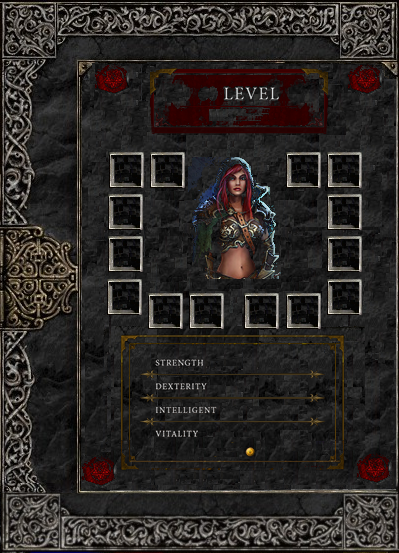 LEVEL
STRENGTH
DEXTERITY
INTELLIGENT
VITALITY